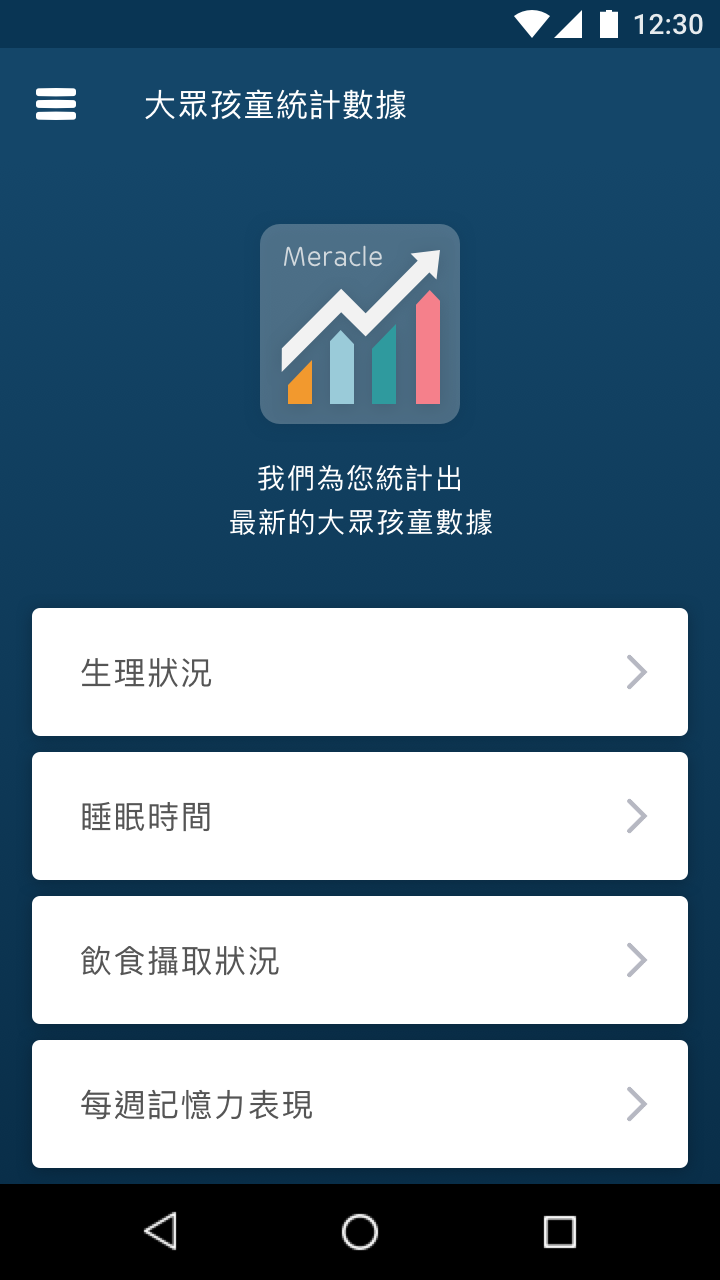 12:30
大眾孩童統計數據
Meracle
我們為您統計出
最新的大眾孩童數據
生理狀況
睡眠時間
飲食攝取狀況
每週記憶力表現